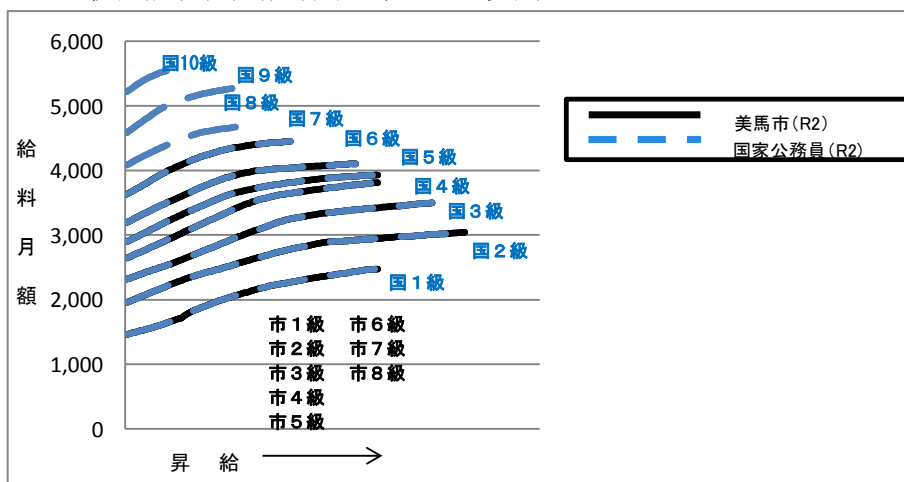 6,000
5,000
4,000
3,000
2,000
1,000
0
給料月額
国10級
国９級
国８級
国７級
国６級
国５級
国４級
国３級
国２級
国１級
市１級 市６級
市２級 市７級
市３級 市８級
市４級
市５級
昇 給
美馬市(R2)
国家公務員(R2)